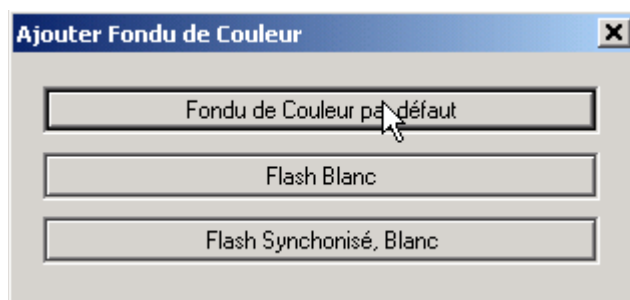 Ajouter Fondu de Couleur
Fondu de Couleur par défaut
Flash Blanc
Flash Synchonisé, Blanc